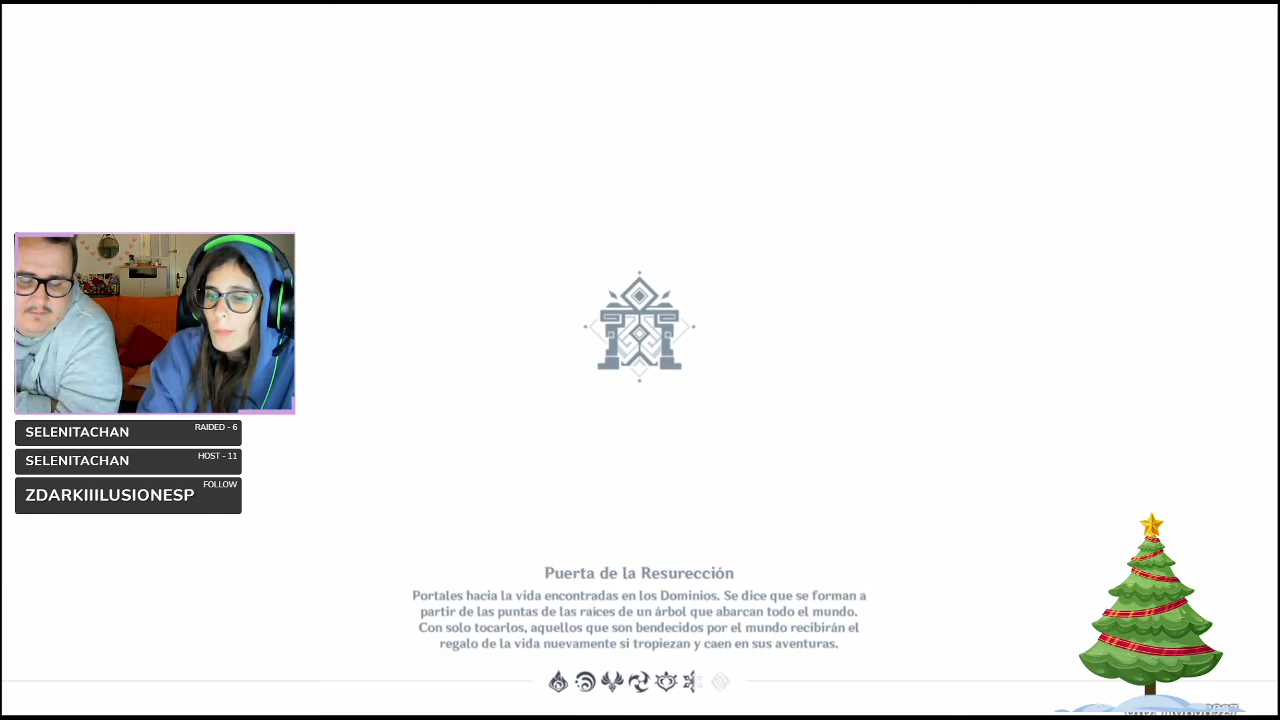 SELENITACHAN
RAIDED - 6
SELENITACHAN
HOST - 11
ZDARKIIILUSIONESP
FOLLOW
Puerta de la Resurección
Portales hacia la vida encontradas en los Dominios. Se dice que se forman a
partir de las puntas de las raíces de un árbol que abarcan todo el mundo.
Con solo tocarlos, aquellos que son bendecidos por el mundo recibirán el
regalo de la vida nuevamente si tropiezan y caen en sus aventuras.